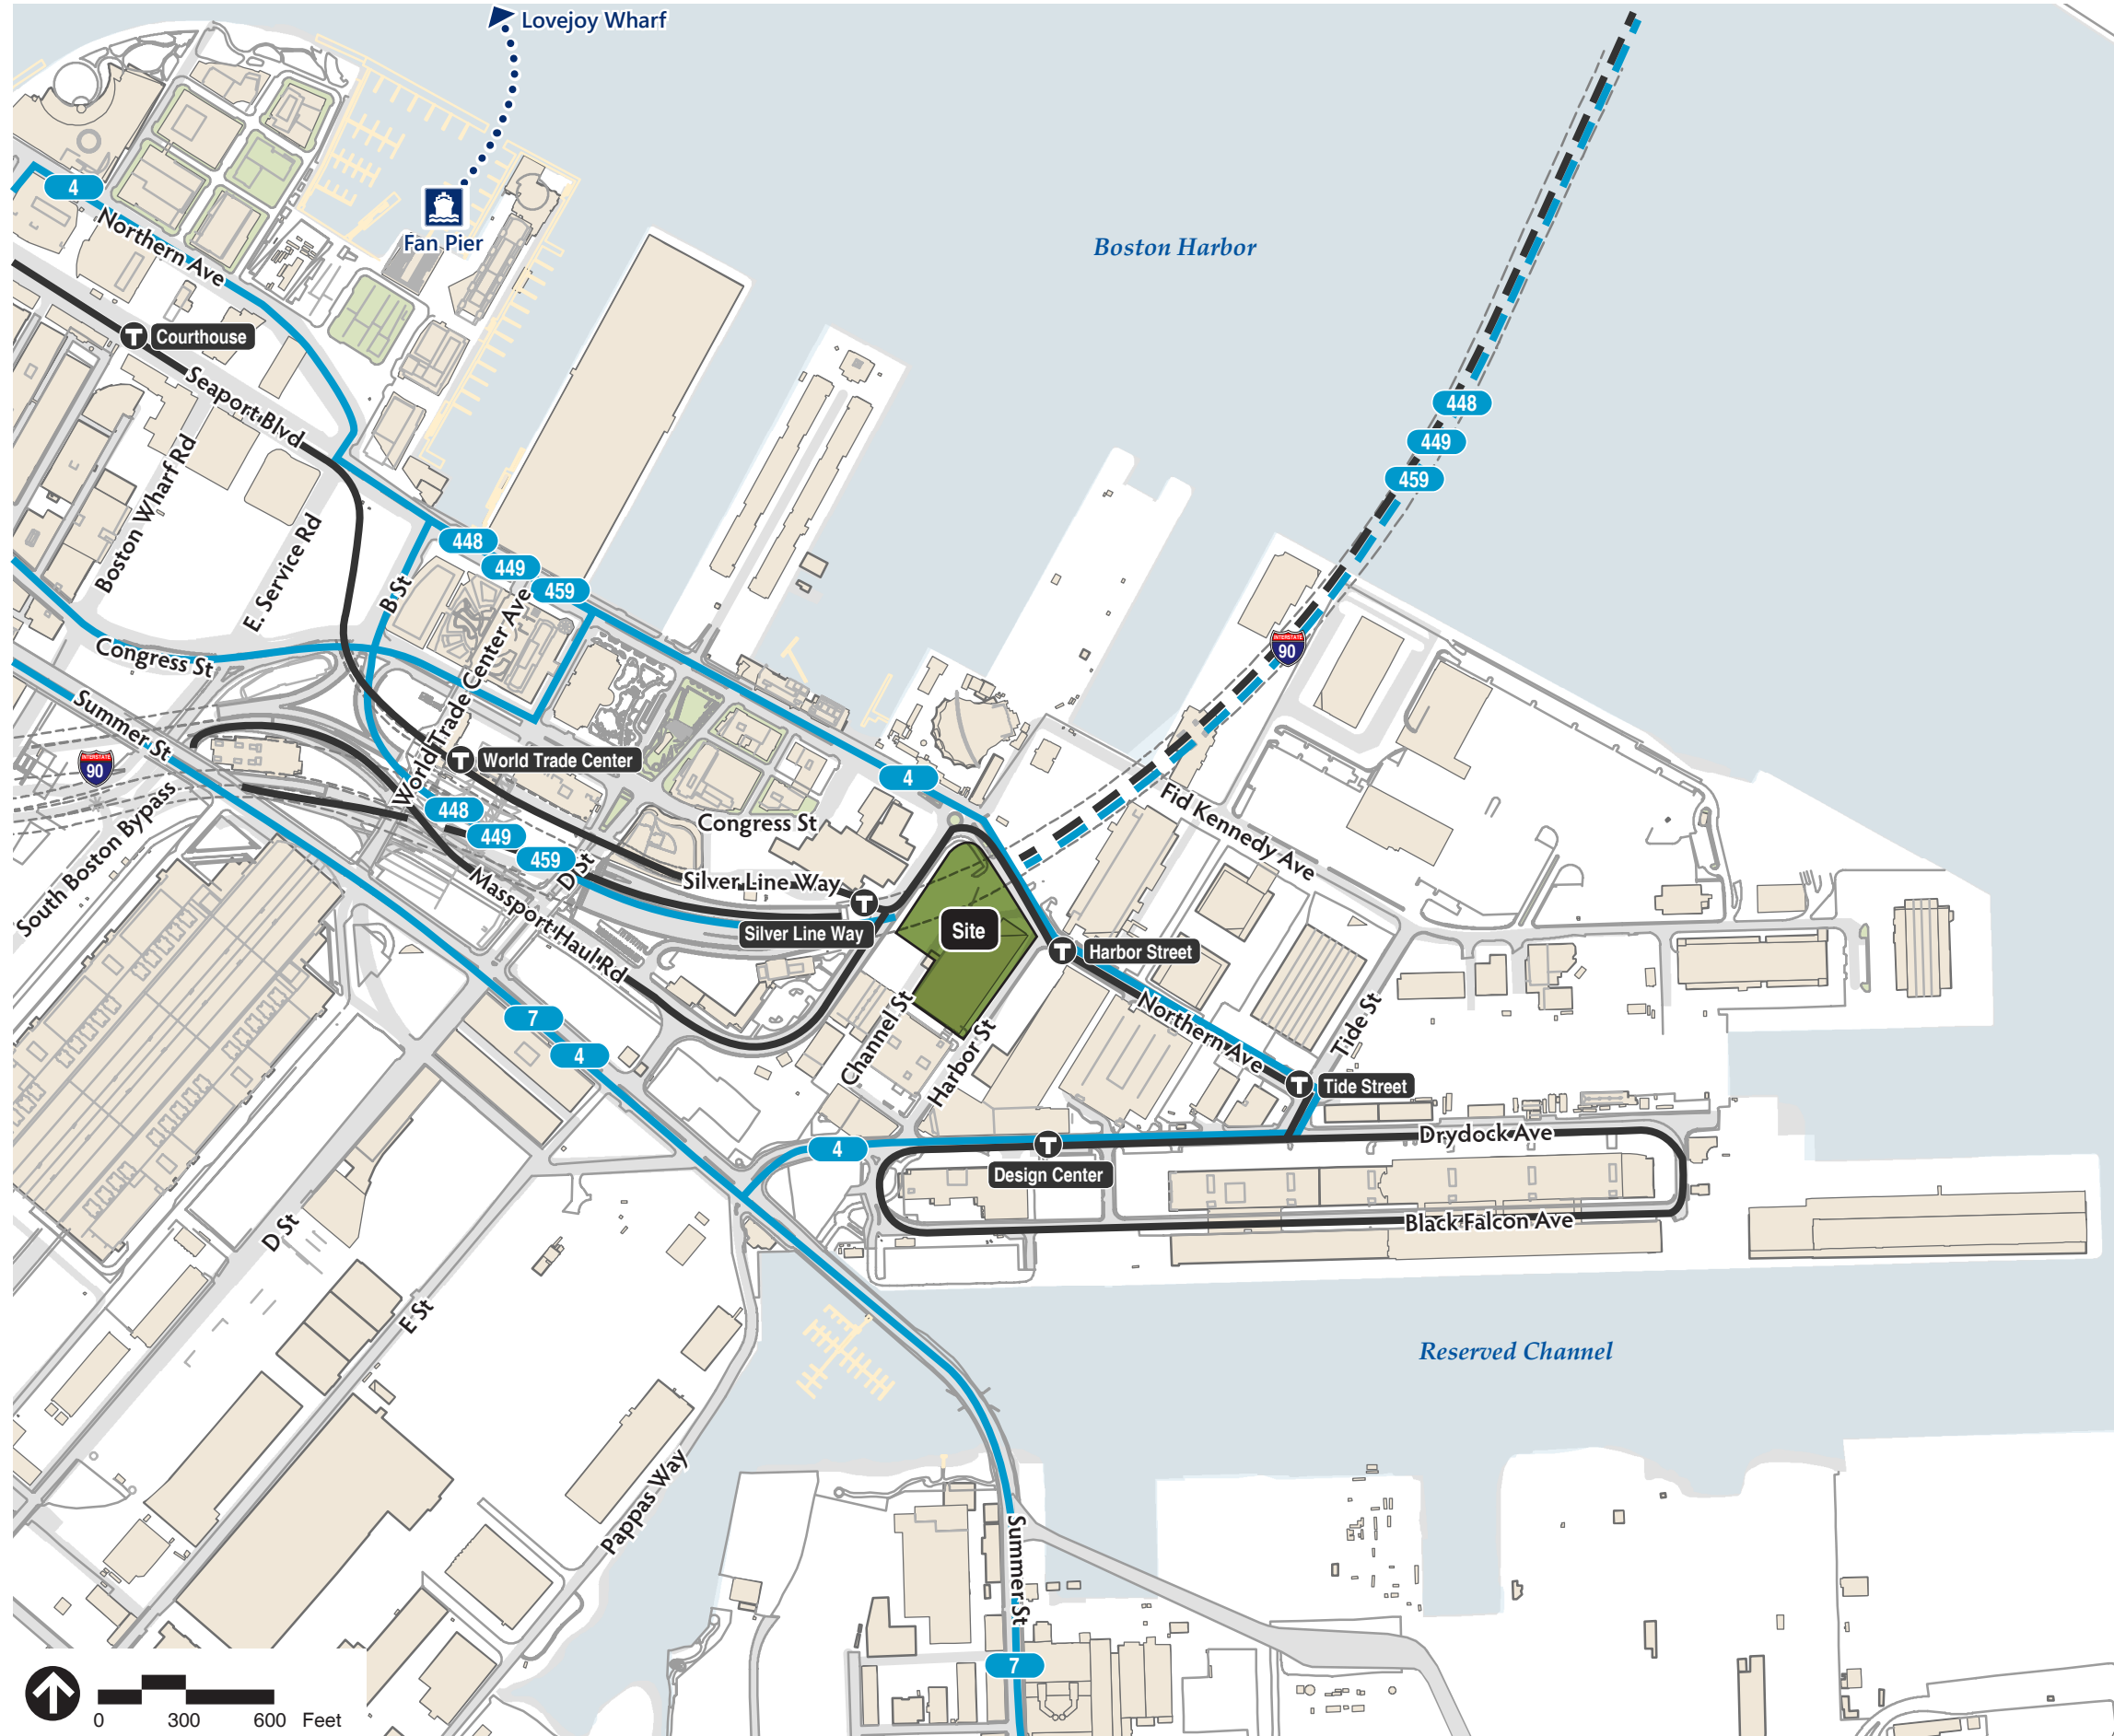 Lovejoy Wharf
4
Fan Pier
Northern Ave
Boston Harbor
Courthouse
Seaport Blvd
448
449
459
Boston Wharf Rd
E. Service Rd
B St
448
449
459
World Trade Center Ave
INTERSTATE
90
Congress St
Summer St
INTERSTATE
90
World Trade Center
4
Fid Kennedy Ave
South Boston Bypass
448
449
459
Congress St
D St
Silver Line Way
Massport Haul Rd
Silver Line Way
Site
Harbor Street
T
T
T
T
T
T
7
4
Channel St
Harbor St
Northern Ave
Tide St
Tide Street
4
Design Center
Drydock Ave
Black Falcon Ave
D St
E St
Reserved Channel
Pappas Way
Summer St
7
0 300 600 Feet